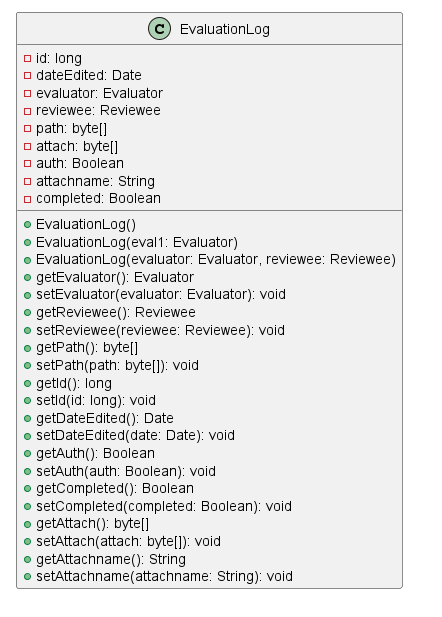 C EvaluationLog
id: long
dateEdited: Date
evaluator: Evaluator
reviewee: Reviewee
path: byte[]
attach: byte[]
auth: Boolean
attachname: String
completed: Boolean
EvaluationLog()
EvaluationLog(eval1: Evaluator)
EvaluationLog(evaluator: Evaluator, reviewee: Reviewee)
getEvaluator(): Evaluator
setEvaluator(evaluator: Evaluator): void
getReviewee(): Reviewee
setReviewee(reviewee: Reviewee): void
getPath(): byte[]
setPath(path: byte[]): void
getId(): long
setId(id: long): void
getDateEdited(): Date
setDateEdited(date: Date): void
getAuth(): Boolean
setAuth(auth: Boolean): void
getCompleted(): Boolean
setCompleted(completed: Boolean): void
getAttach(): byte[]
setAttach(attach: byte[]): void
getAttachname(): String
setAttachname(attachname: String): void